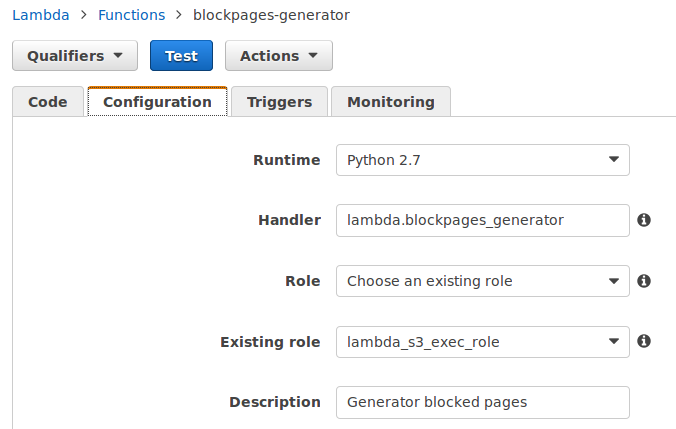 Lambda > Functions > blockpages-generator
Qualifiers Test Actions
Code Configuration Triggers Monitoring
Runtime Python 2.7
Handler lambda.blockpages_generator
Role Choose an existing role
Existing role lambda_s3_exec_role
Description Generator blocked pages